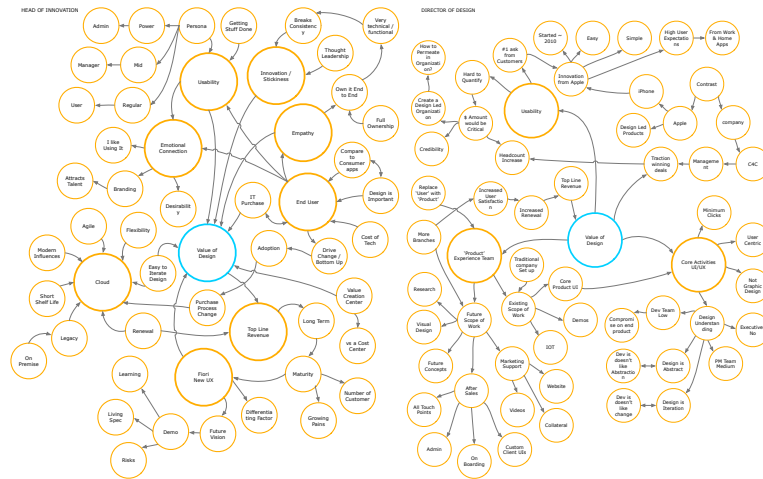 HEAD OF INNOVATION
Admin
Power
Persona
Getting
Stuff Done
Breaks
Consistenc
y
Very
technical /
functional
Manager
Mid
Usability
Innovation /
Stickiness
Thought
Leadership
User
Regular
Own it End
to End
Full
Ownership
I like
Using It
Emotional
Connection
Empathy
Compare
to
Consumer
apps
Attracts
Talent
Branding
Desirabilit
y
IT
Purchase
End User
Design is
Important
Agile
Flexibility
Value of
Design
Adoption
Drive
Change /
Bottom Up
Cost of
Tech
Modern
Influences
Cloud
Easy to
Iterate
Design
Short
Shelf Life
Purchase
Process
Change
Value
Creation
Center
Legacy
Renewal
Top Line
Revenue
Long Term
vs a Cost
Center
On
Premise
Learning
Fiori
New UX
Maturity
Number of
Customer
Living
Spec
Demo
Future
Vision
Differentia
ting Factor
Growing
Pains
Risks
DIRECTOR OF DESIGN
How to
Permeate
in
Organizati
on?
#1 ask
from
Customers
Started ~
2010
Easy
Simple
High User
Expectatio
ns
From Work
& Home
Apps
Hard to
Quantify
Innovation
from Apple
iPhone
Contrast
Create a
Design Led
Organizati
on
$ Amount
would be
Critical
Usability
Design Led
Products
Apple
company
Credibility
Headcount
Increase
Traction
winning
deals
Manageme
nt
C4C
Replace
'User' with
'Product'
Increased
User
Satisfactio
n
Increased
Renewal
Top Line
Revenue
Minimum
Clicks
More
Branches
'Product'
Experience Team
Traditional
company
Set up
Value of
Design
Core Activities
UI/UX
User
Centric
Research
Core
Product UI
Not
Graphic
Design
Visual
Design
Future
Scope of
Work
Existing
Scope of
Work
Demos
Compromi
se on end
product
Dev Team
Low
Design
Understan
ding
Executive
No
Future
Concepts
Marketing
Support
IOT
Dev is
doesn't
like
Abstractio
n
Design is
Abstract
PM Team
Medium
After
Sales
Website
All Touch
Points
Videos
Collateral
Dev is
doesn't
like
change
Design is
Iteration
Admin
On
Boarding
Custom
Client UIs